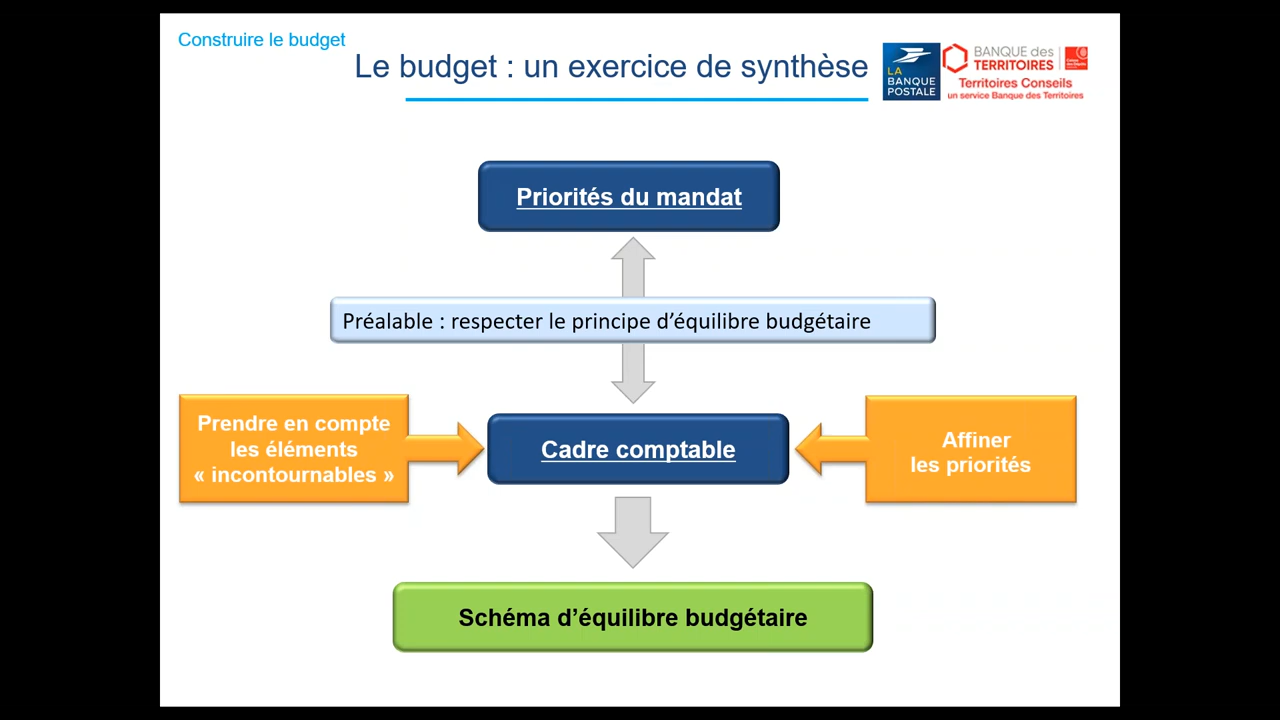 Construire le budget
Le budget : un exercice de synthèse
LA
BANQUE
POSTALE
BANQUE des
TERRITOIRES
Territoires Conseils
un service Banque des Territoires
Priorités du mandat
Préalable : respecter le principe d’équilibre budgétaire
Prendre en compte
les éléments
« incontournables »
Cadre comptable
Affiner
les priorités
Schéma d’équilibre budgétaire